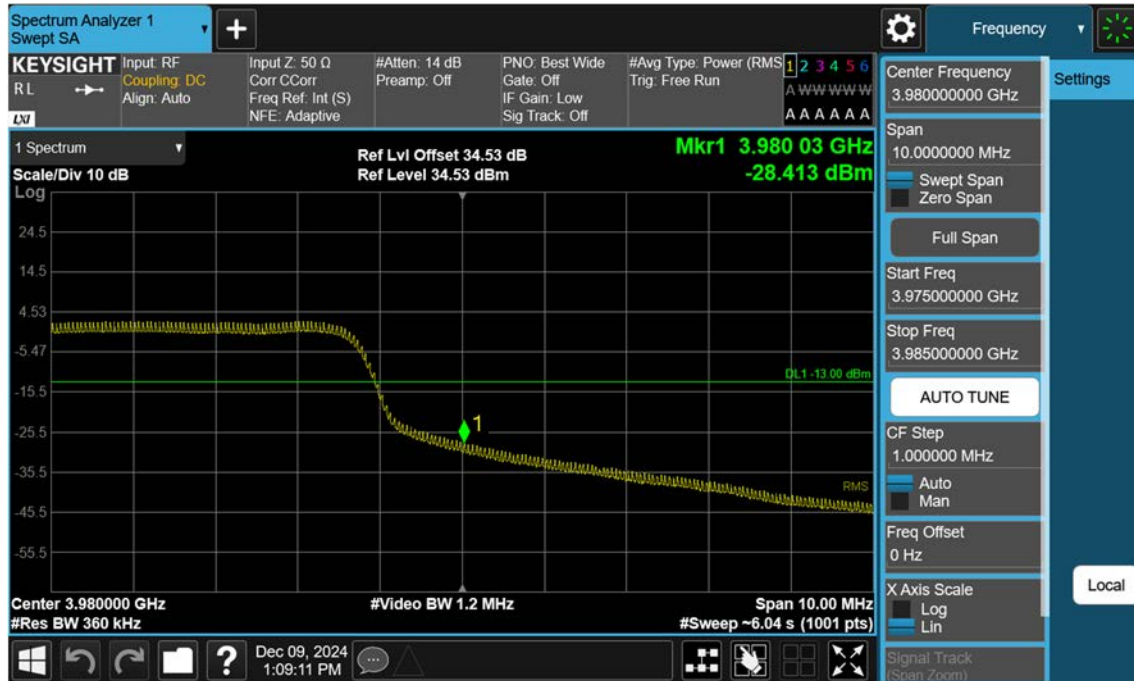 Spectrum Analyzer 1
Swept SA
+
Frequency
KEYSIGHT
RL
LXI
Input: RF
Coupling: DC
Align: Auto
Input Z: 50 Ω
Corr CCorr
Freq Ref: Int (S)
NFE: Adaptive
#Atten: 14 dB
Preamp: Off
PNO: Best Wide
Gate: Off
IF Gain: Low
Sig Track: Off
#Avg Type: Power (RMS
Trig: Free Run
1 2 3 4 5 6
A W W W W W
A A A A A A
1 Spectrum
Scale/Div 10 dB
Ref Lvl Offset 34.53 dB
Ref Level 34.53 dBm
Mkr1 3.980 03 GHz
-28.413 dBm
Log
24.5
14.5
4.53
-5.47
DL1 -13.00 dBm
-15.5
1
-25.5
-35.5
RMS
-45.5
-55.5
Center 3.980000 GHz
#Video BW 1.2 MHz
Span 10.00 MHz
#Res BW 360 kHz
#Sweep ~6.04 s (1001 pts)
?
Dec 09, 2024
1:09:11 PM
Center Frequency
3.980000000 GHz
Span
10.0000000 MHz
Swept Span
Zero Span
Full Span
Start Freq
3.975000000 GHz
Stop Freq
3.985000000 GHz
AUTO TUNE
CF Step
1.000000 MHz
Auto
Man
Freq Offset
0 Hz
X Axis Scale
Log
Lin
Signal Track
(Span Zoom)
Settings
Local